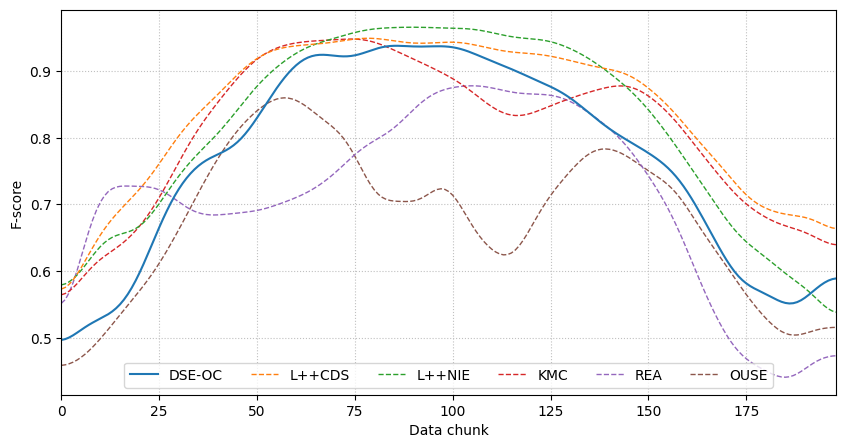 F-score
0.9
0.8
0.7
0.6
0.5
DSE-OC L++CDS L++NIE KMC REA OUSE
0 25 50 75 100 125 150 175
Data chunk